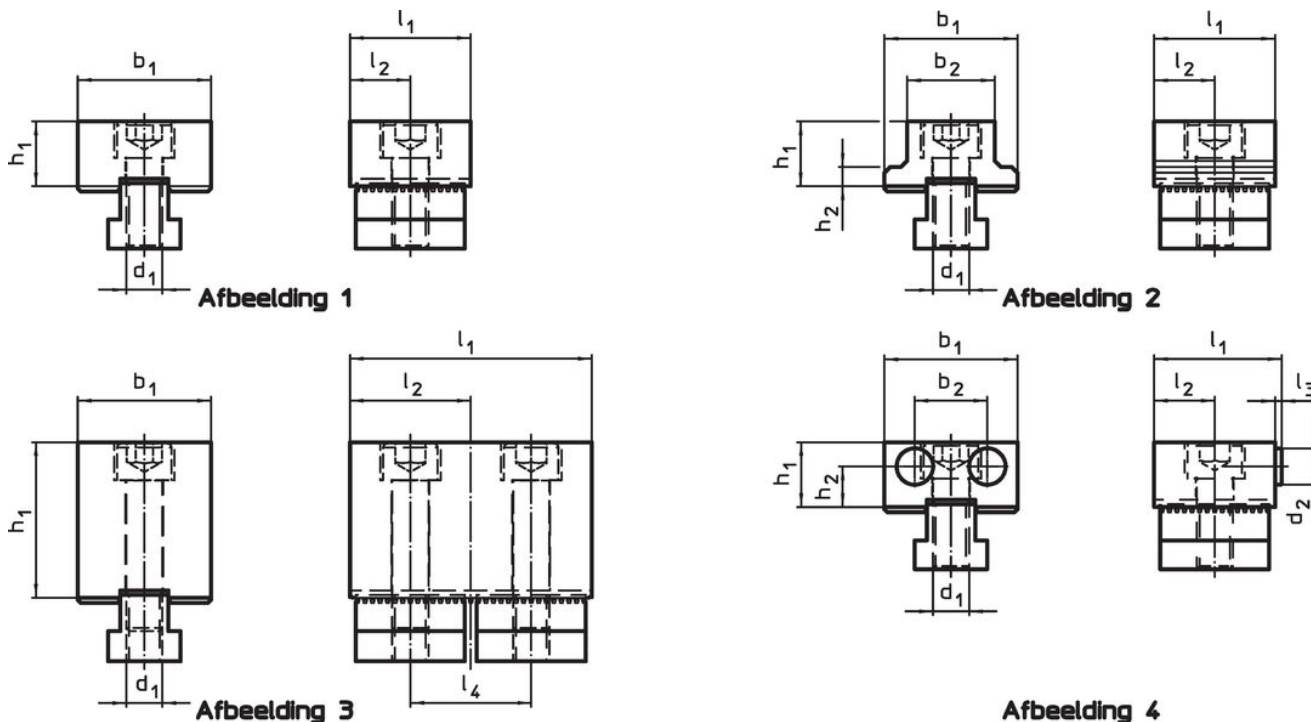 l1
b1
l2
h1
d1
Afbeelding 1
b1
b2
l1
l2
h1
h2
d1
Afbeelding 2
l1
b1
l2
h1
d1
l4
Afbeelding 3
b1
b2
l1
l2
l3
h1
h2
d2
d1
Afbeelding 4